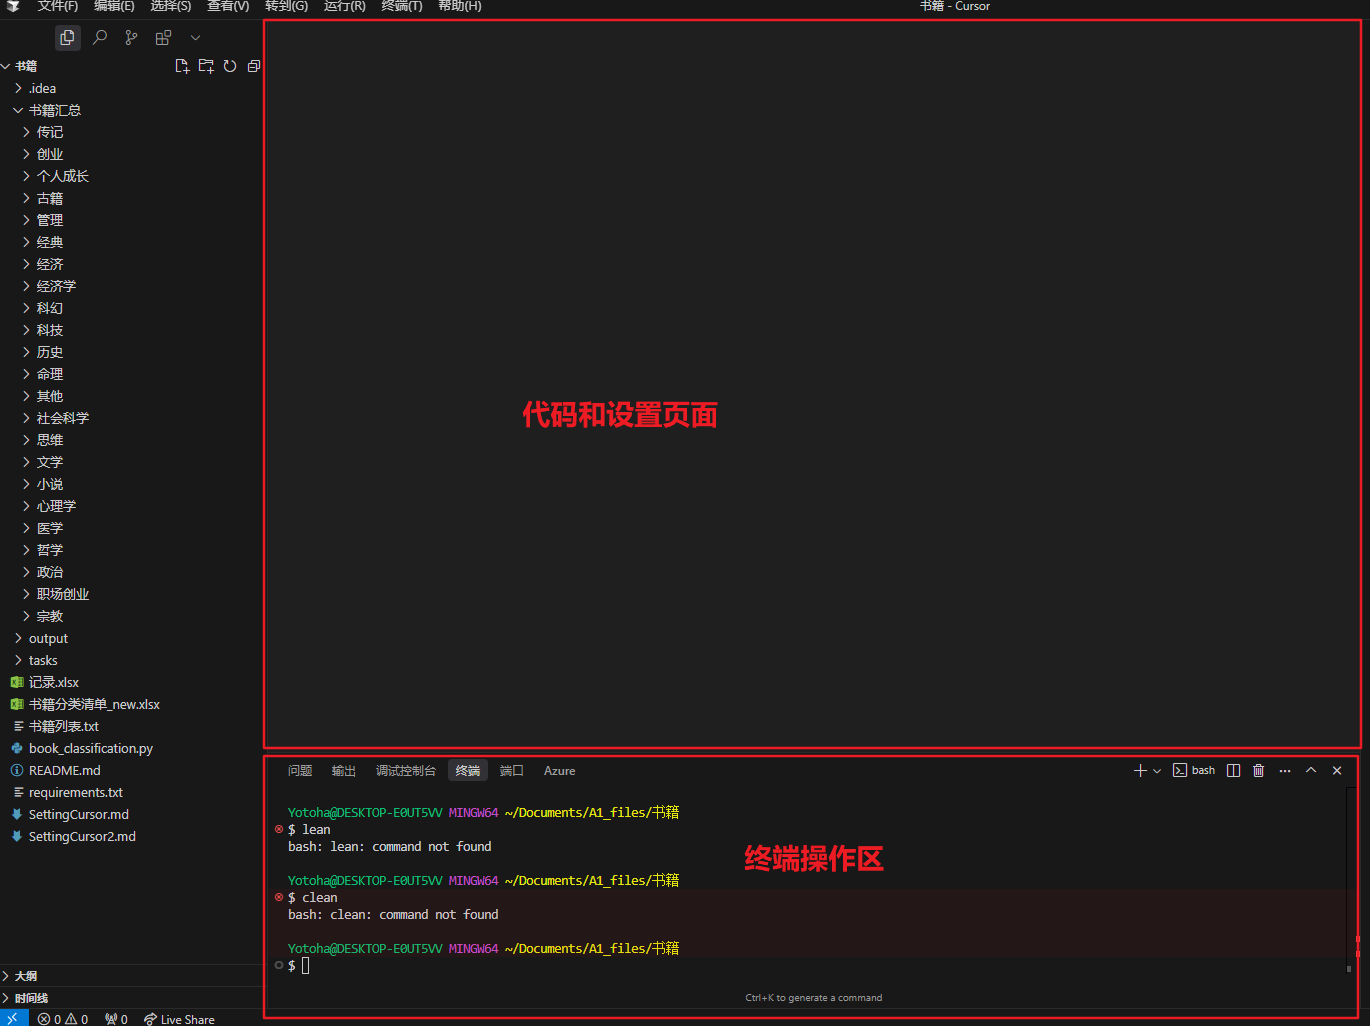 文件(F) 编辑(E) 选择(S) 查看(V) 转到(G) 运行(R) 终端(T) 帮助(H) 书籍 - Cursor
书籍
.idea
书籍汇总
传记
创业
个人成长
古籍
管理
经典
经济
经济学
科幻
科技
历史
命理
其他
社会科学
思维
文学
小说
心理学
医学
哲学
政治
职场创业
宗教
output
tasks
记录.xlsx
书籍分类清单_new.xlsx
书籍列表.txt
book_classification.py
README.md
requirements.txt
SettingCursor.md
SettingCursor2.md
大纲
时间线
0 0 0 Live Share
代码和设置页面
问题 输出 调试控制台 终端 端口 Azure bash
Yotoha@DESKTOP-E0UT5VV MINGW64 ~/Documents/A1_files/书籍
$ lean
bash: lean: command not found
终端操作区
Yotoha@DESKTOP-E0UT5VV MINGW64 ~/Documents/A1_files/书籍
$ clean
bash: clean: command not found
Yotoha@DESKTOP-E0UT5VV MINGW64 ~/Documents/A1_files/书籍
$
Ctrl+K to generate a command